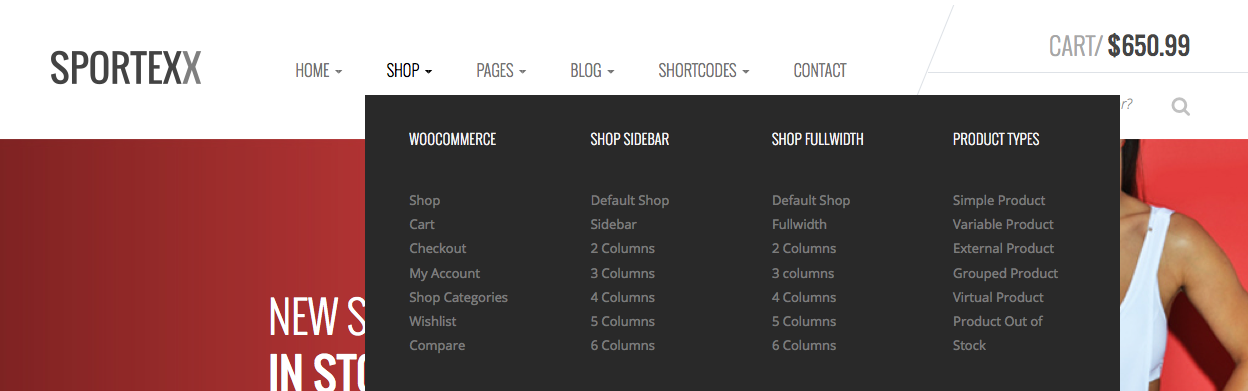 SPORTEXX
HOME
SHOP
PAGES
BLOG
SHORTCODES
CONTACT
CART/ $650.99
r?
WOOCOMMERCE
Shop
Cart
Checkout
My Account
Shop Categories
Wishlist
Compare
SHOP SIDEBAR
Default Shop
Sidebar
2 Columns
3 Columns
4 Columns
5 Columns
6 Columns
SHOP FULLWIDTH
Default Shop
Fullwidth
2 Columns
3 columns
4 Columns
5 Columns
6 Columns
PRODUCT TYPES
Simple Product
Variable Product
External Product
Grouped Product
Virtual Product
Product Out of
Stock
NEW S
IN STO